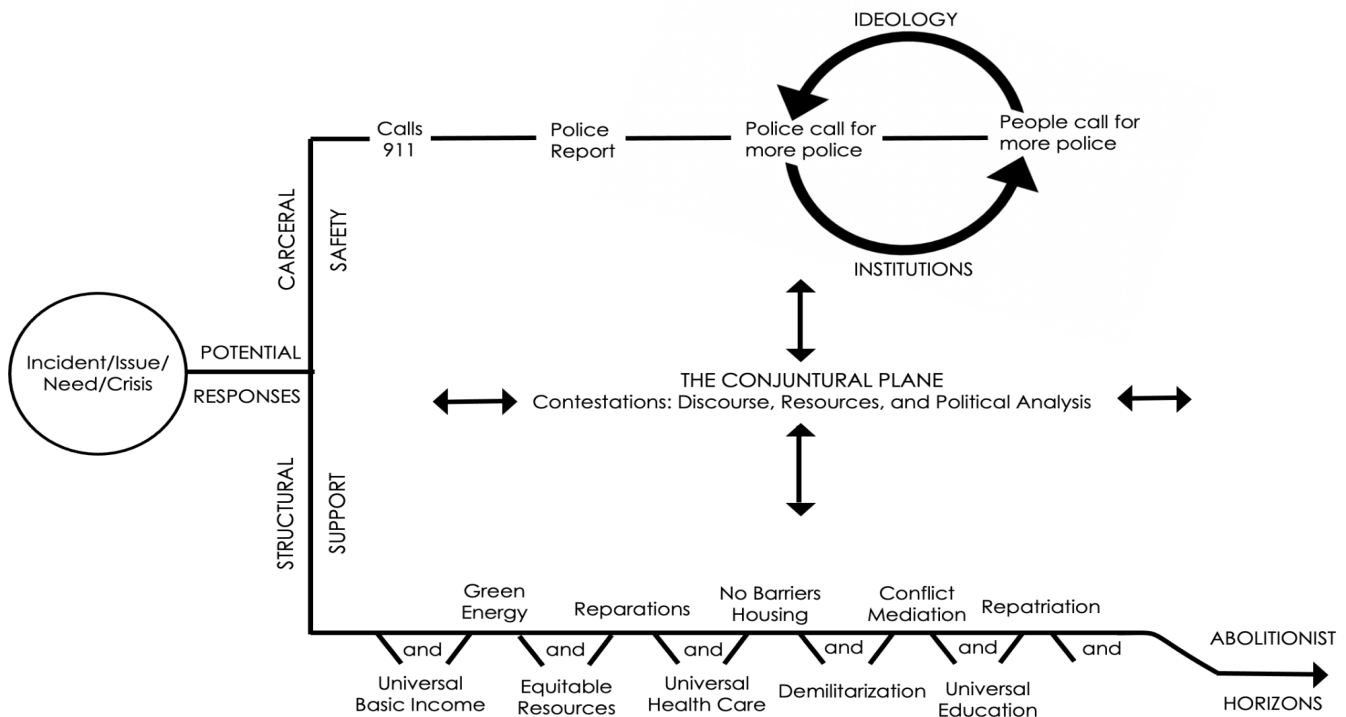 IDEOLOGY
Calls
911
Police
Report
Police call for
more police
People call for
more police
INSTITUTIONS
CARCERAL
SAFETY
Incident/Issue/
Need/Crisis
POTENTIAL
RESPONSES
THE CONJUNTURAL PLANE
Contestations: Discourse, Resources, and Political Analysis
STRUCTURAL
SUPPORT
Green
Energy
Reparations
No Barriers
Housing
Conflict
Mediation
Repatriation
and
and
and
and
and
and
Universal
Basic Income
Equitable
Resources
Universal
Health Care
Demilitarization
Universal
Education
ABOLITIONIST
HORIZONS